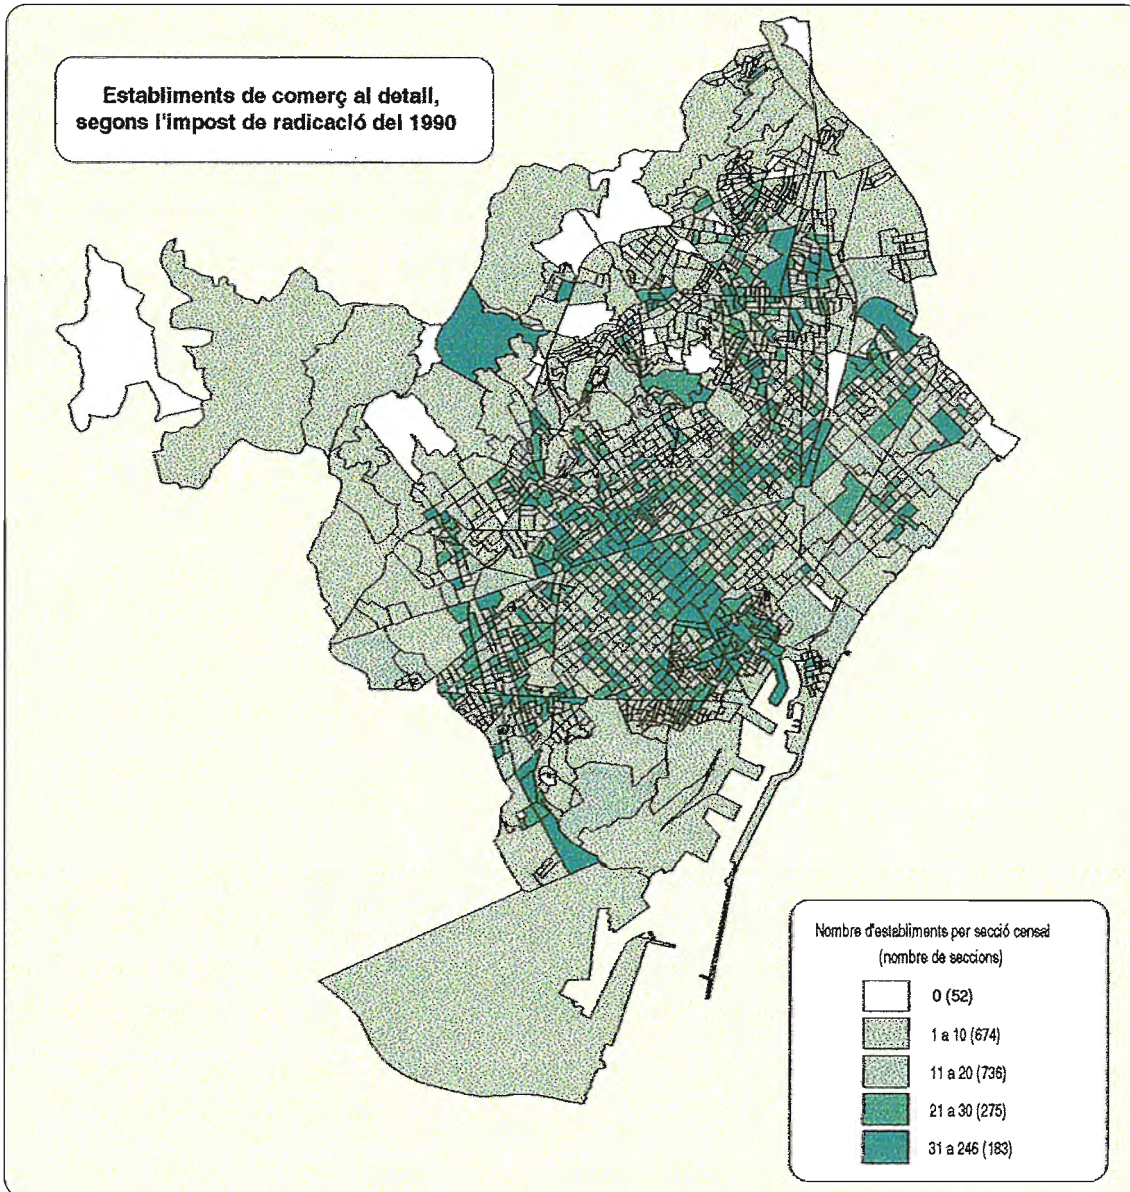 Establiments de comerç al detall,
segons l'impost de radicació del 1990
Nombre d'establiments per secció censal
(nombre de seccions)
0 (52)
1 a 10 (674)
11 a 20 (736)
21 a 30 (275)
31 a 246 (183)